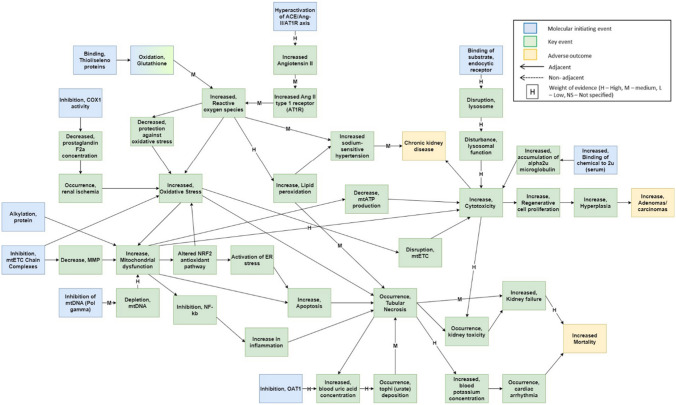 Hyperactivation of
ACE/Ang-
II/AT1R axis
H
Increased
Angiotensin II
H
Increased Ang II
type 1 receptor
(AT1R)
M
Binding,
Thiol/seleno
proteins
Oxidation,
Glutathione
M
Increased,
Reactive
oxygen species
Inhibition, COX1
activity
Decreased,
prostaglandin
F2a
concentration
Occurrence,
renal ischemia
Decreased,
protection
against
oxidative stress
Increased,
Oxidative Stress
H
M
H
Increased
sodium-
sensitive
hypertension
M
Chronic kidney
disease
Increase, Lipid
peroxidation
M
Binding of
substrate,
endocytic
receptor
H
Disruption,
lysosome
H
Disturbance,
lysosomal
function
H
Increased,
accumulation of
alpha2u
microglobulin
Increased,
Binding of
chemical to 2u
(serum)
Molecular initiating event
Key event
Adverse outcome
Adjacent
Non- adjacent
H
Weight of evidence (H – High, M – medium, L
– Low, NS – Not specified)
Alkylation, protein
Inhibition,
mtETC Chain
Complexes
Decrease, MMP
Increase,
Mitochondrial
dysfunction
Altered NRF2
antioxidant
pathway
Activation of ER
stress
Decrease,
mtATP
production
H
Increase,
Cytotoxicity
Increase,
Regenerative
cell proliferation
Increase,
Hyperplasia
Increase,
Adenomas/
carcinomas
Disruption, mtETC
Inhibition of
mtDNA (Pol
gamma)
M
Depletion,
mtDNA
H
Inhibition, NF-
kb
Increase in
inflammation
Increase,
Apoptosis
Occurrence,
Tubular
Necrosis
H
M
H
Occurrence,
kidney toxicity
Increased,
Kidney failure
Increased
Mortality
Inhibition, OAT1
H
Increased,
blood uric acid
concentration
H
Occurrence,
tophi (urate)
deposition
M
H
Increased,
blood
potassium
concentration
Occurrence,
cardiac
arrhythmia